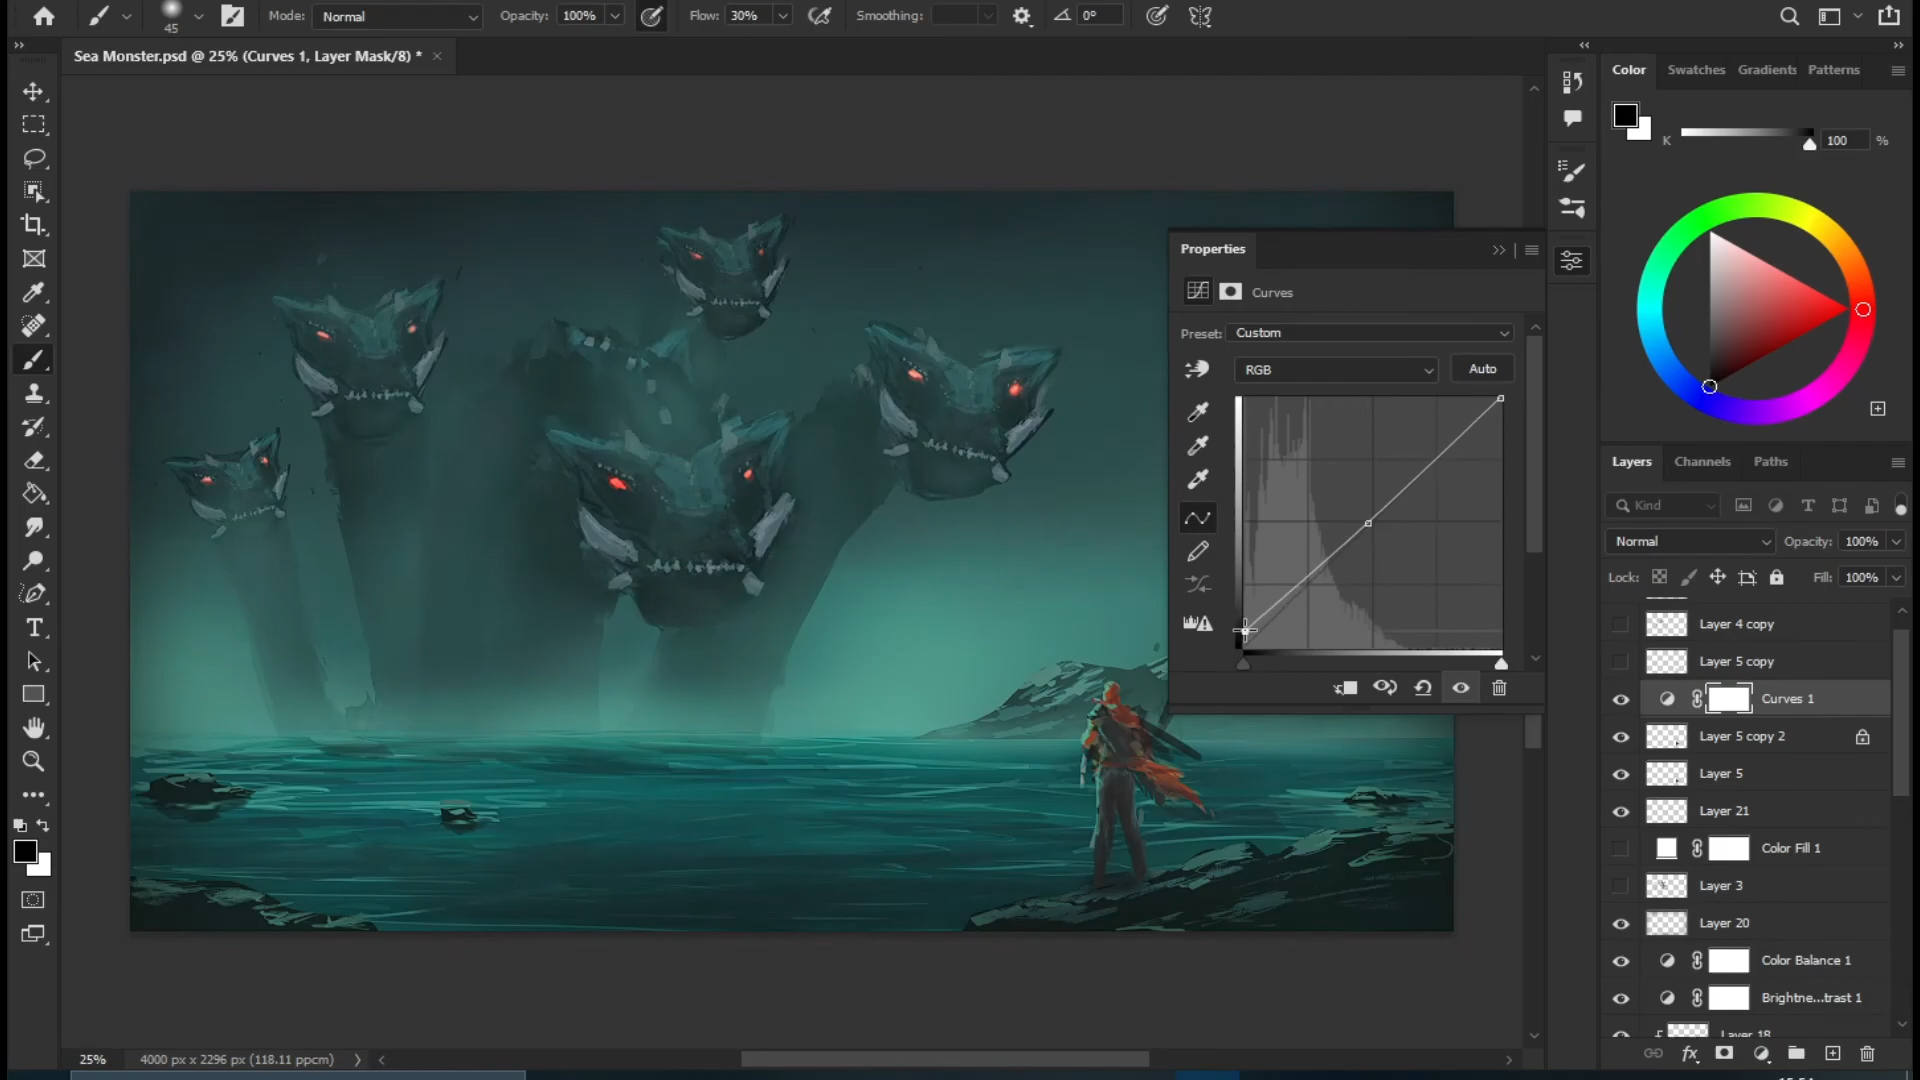 45
Mode: Normal
Opacity: 100%
Flow: 30%
Smoothing:
0°
Sea Monster.psd @ 25% (Curves 1, Layer Mask/8) *
Color Swatches Gradients Patterns
K 100 %
Properties
Curves
Preset: Custom
RGB Auto
Layers Channels Paths
Kind
Normal Opacity: 100%
Lock: Fill: 100%
Layer 4 copy
Layer 5 copy
Curves 1
Layer 5 copy 2
Layer 5
Layer 21
Color Fill 1
Layer 3
Layer 20
Color Balance 1
Brightne...trast 1
Layer 18
25% 4000 px x 2296 px (118.11 ppcm)